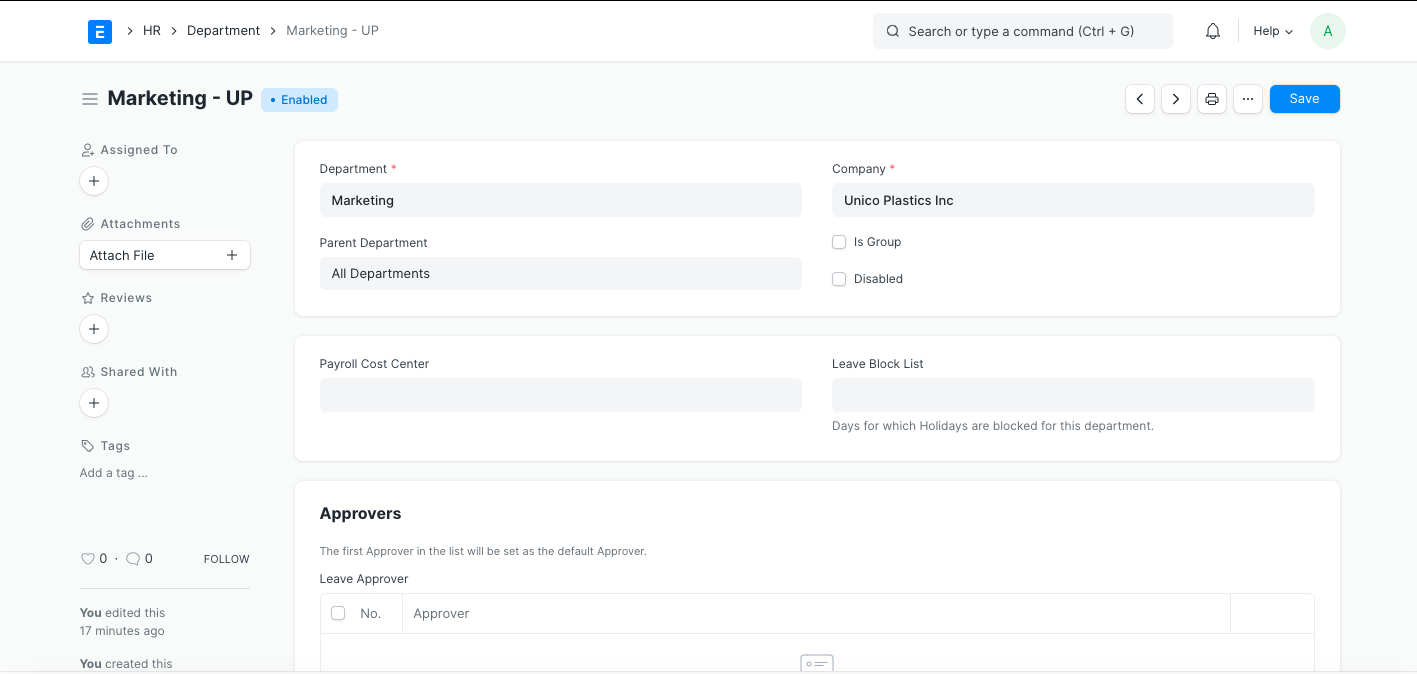 E HR Department Marketing - UP Search or type a command (Ctrl + G) Help A
Marketing - UP Enabled Save
Assigned To
Attachments
Attach File
Reviews
Shared With
Tags
Add a tag ...
0 · 0 FOLLOW
You edited this
17 minutes ago
You created this
Department * Company *
Marketing Unico Plastics Inc
Parent Department Is Group
All Departments Disabled
Payroll Cost Center Leave Block List
Days for which Holidays are blocked for this department.
Approvers
The first Approver in the list will be set as the default Approver.
Leave Approver
No. Approver